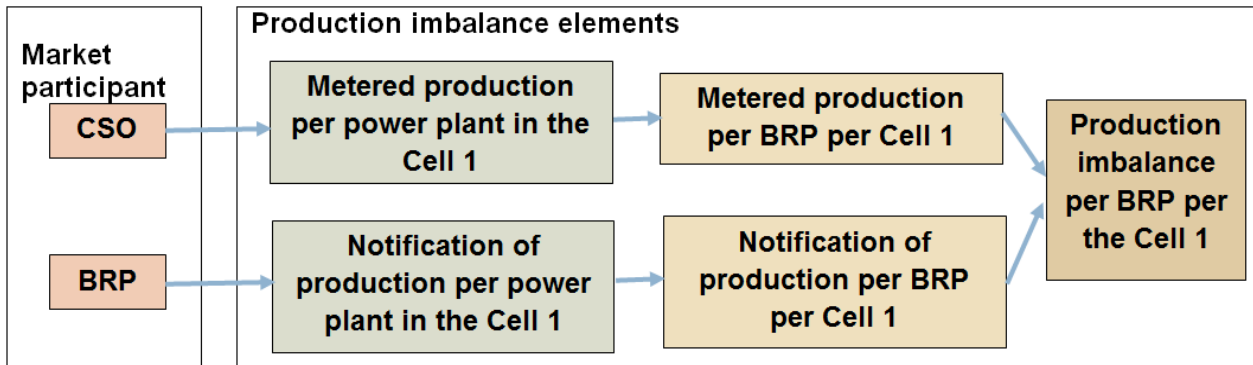 Production imbalance elements
Market
participant
CSO
Metered production
per power plant in the
Cell 1
Metered production
per BRP per Cell 1
Production
imbalance
per BRP per
the Cell 1
BRP
Notification of
production per power
plant in the Cell 1
Notification of
production per BRP
per Cell 1